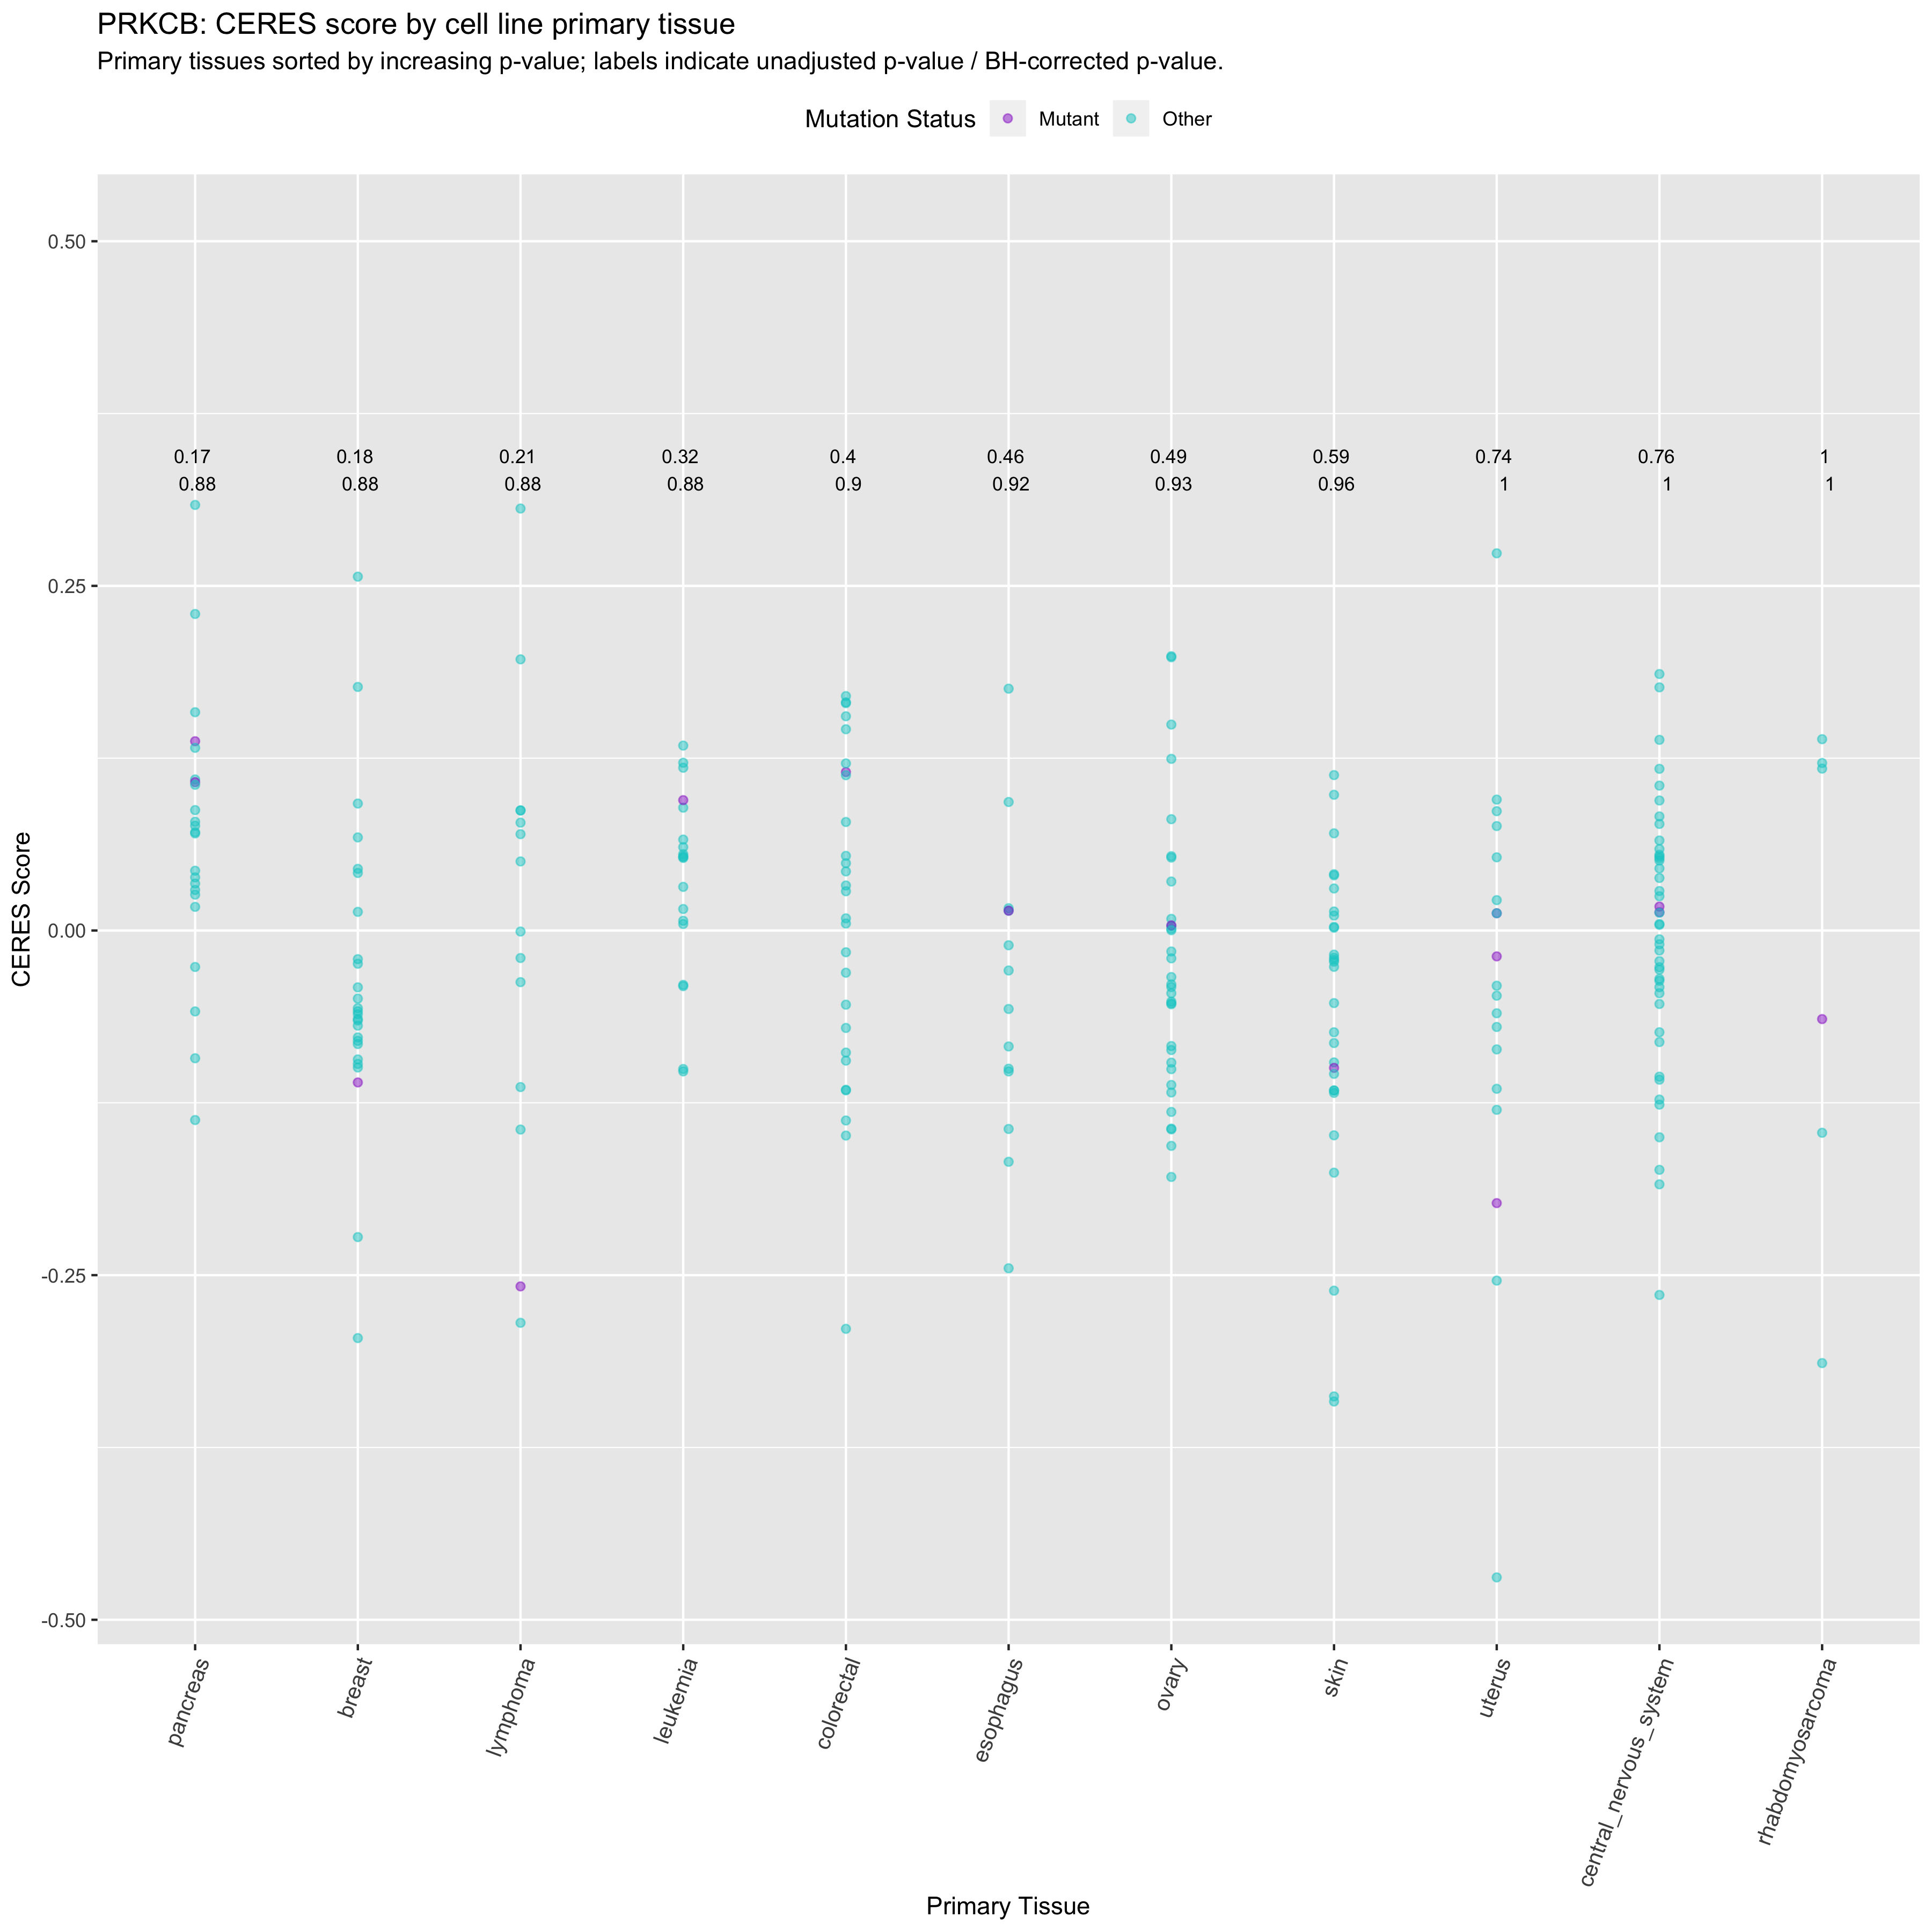 PRKCB: CERES score by cell line primary tissue
Primary tissues sorted by increasing p-value; labels indicate unadjusted p-value / BH-corrected p-value.
Mutation Status Mutant Other
0.50
0.17 0.18 0.21 0.32 0.4 0.46 0.49 0.59 0.74 0.76 1
0.88 0.88 0.88 0.88 0.9 0.92 0.93 0.96 1 1 1
0.25
0.00
CERES Score
-0.25
-0.50
pancreas breast lymphoma leukemia colorectal esophagus ovary skin uterus central_nervous_system rhabdomyosarcoma
Primary Tissue